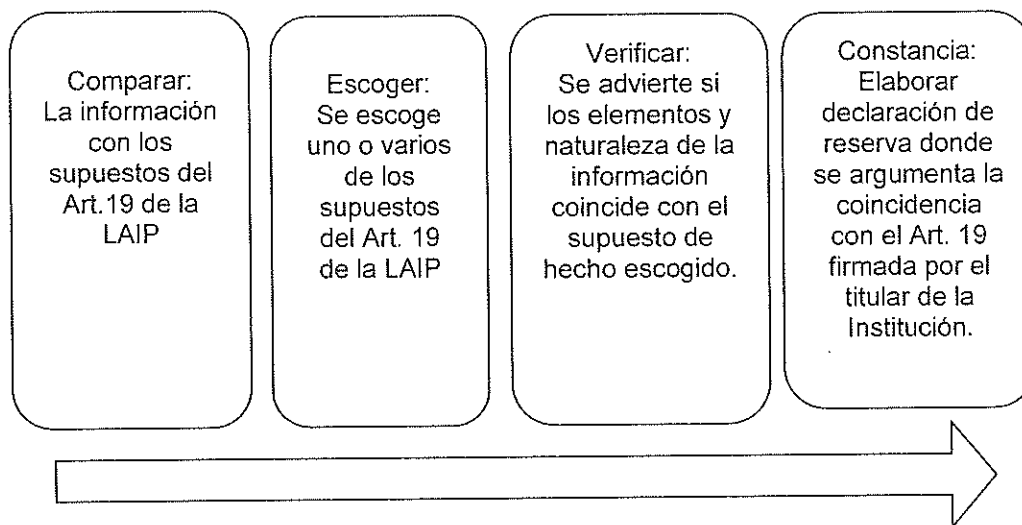 Comparar:
La información
con los
supuestos del
Art.19 de la
LAIP
Escoger:
Se escoge
uno o varios
de los
supuestos
del Art. 19
de la LAIP
Verificar:
Se advierte si
los elementos y
naturaleza de la
información
coincide con el
supuesto de
hecho escogido.
Constancia:
Elaborar
declaración de
reserva donde
se argumenta la
coincidencia
con el Art. 19
firmada por el
titular de la
Institución.